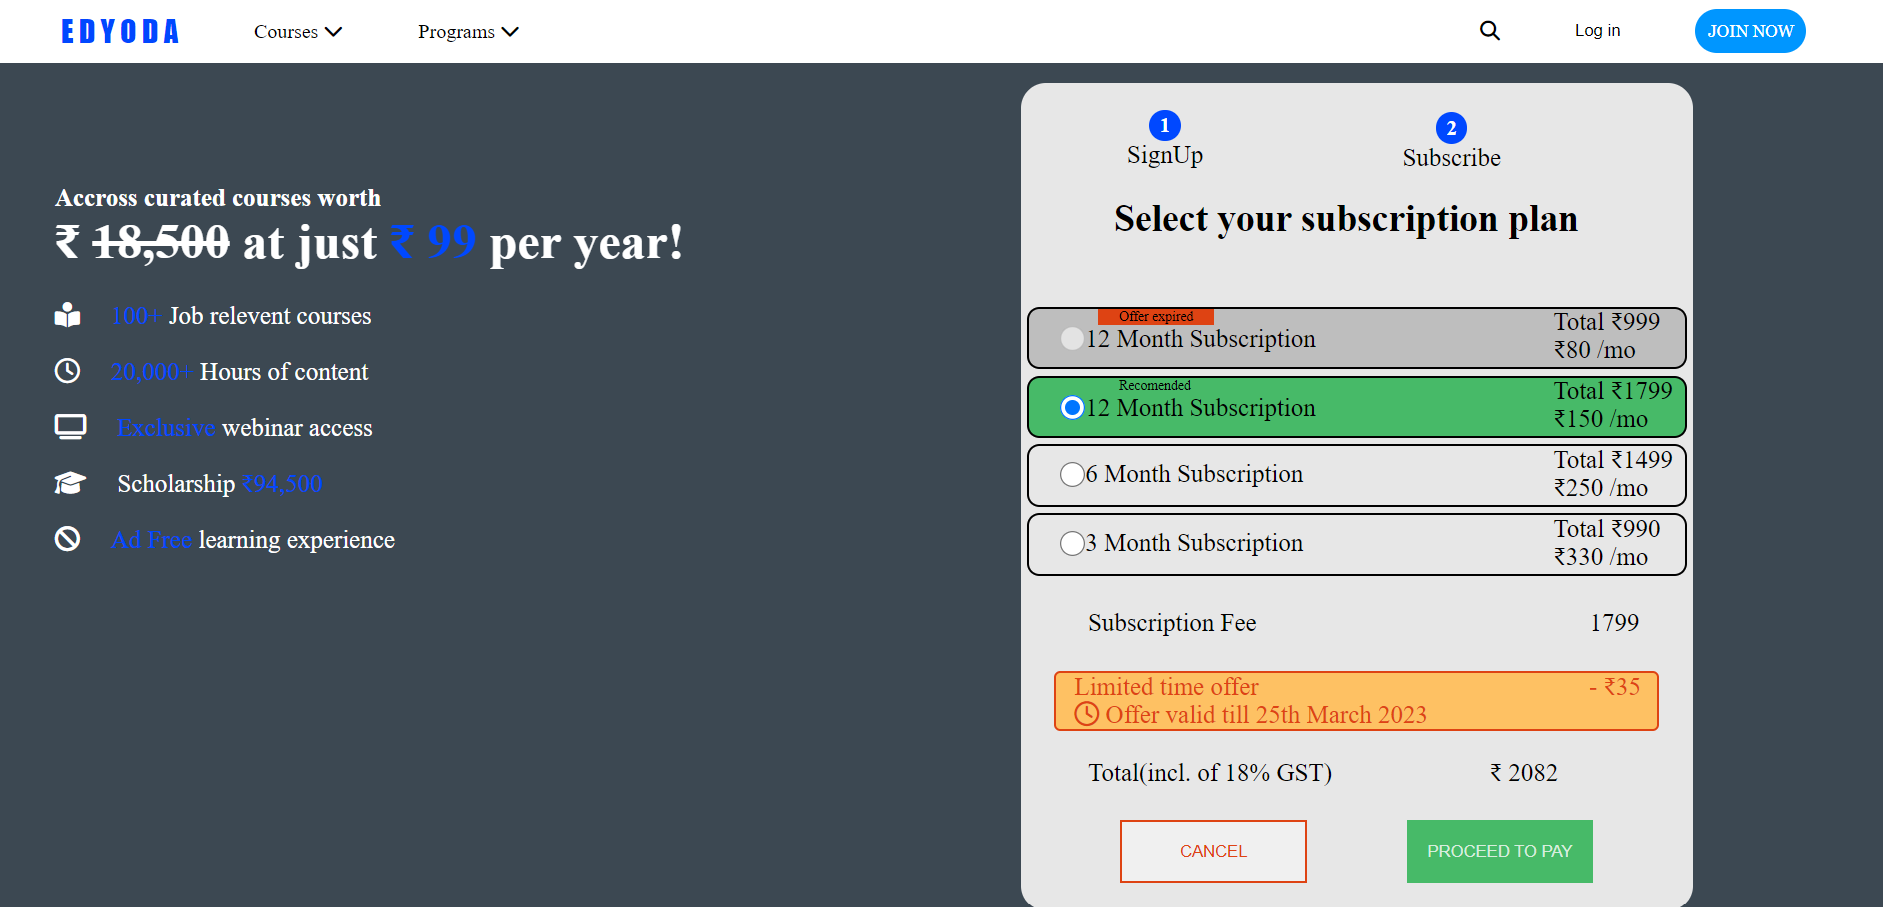 EDYODA
Courses
Programs
Log in
JOIN NOW
Accross curated courses worth
₹ 18,500 at just ₹ 99 per year!
100+ Job relevent courses
20,000+ Hours of content
Exclusive webinar access
Scholarship ₹94,500
Ad Free learning experience
1
SignUp
2
Subscribe
Select your subscription plan
Offer expired
12 Month Subscription
Total ₹999
₹80 /mo
Recomended
12 Month Subscription
Total ₹1799
₹150 /mo
6 Month Subscription
Total ₹1499
₹250 /mo
3 Month Subscription
Total ₹990
₹330 /mo
Subscription Fee 1799
Limited time offer - ₹35
Offer valid till 25th March 2023
Total(incl. of 18% GST) ₹ 2082
CANCEL
PROCEED TO PAY